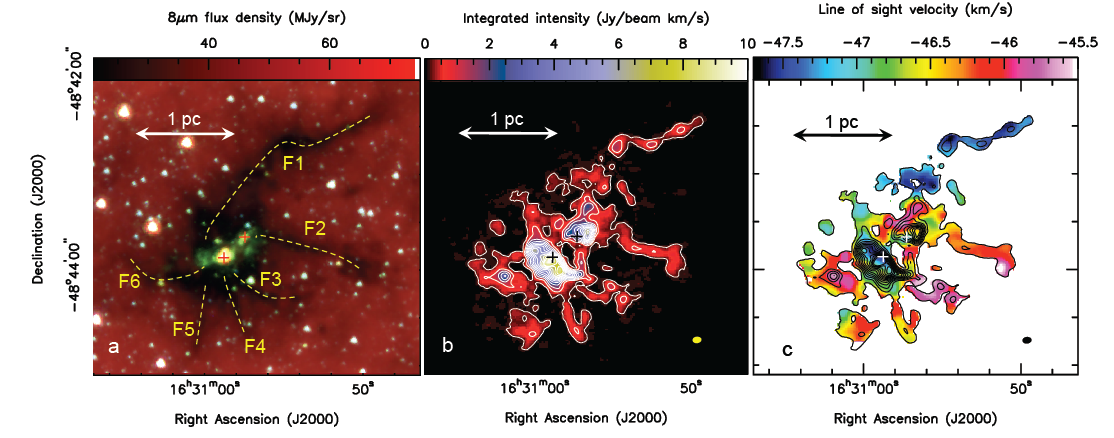 8μm flux density (MJy/sr)
40 60
Integrated intensity (Jy/beam km/s)
0 2 4 6 8 10
Line of sight velocity (km/s)
−47.5 −47 −46.5 −46 −45.5
Declination (J2000)
−48°42'00"
−48°44'00"
1 pc
F1
F2
F3
F4
F5
F6
a
16h31m00s 50s
Right Ascension (J2000)
1 pc
b
16h31m00s 50s
Right Ascension (J2000)
1 pc
c
16h31m00s 50s
Right Ascension (J2000)